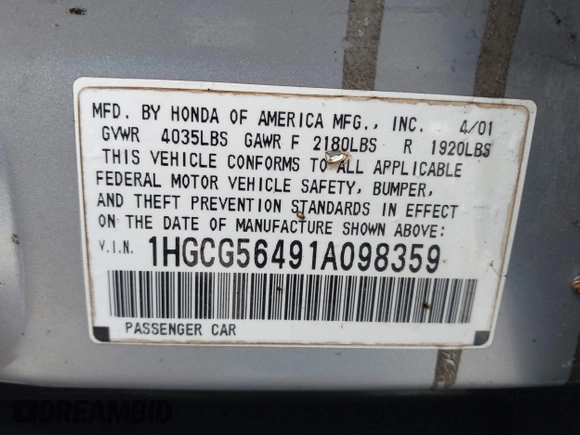 MFD. BY HONDA OF AMERICA MFG., INC. 4/01
GVWR 4035LBS GAWR F 2180LBS R 1920LBS
THIS VEHICLE CONFORMS TO ALL APPLICABLE
FEDERAL MOTOR VEHICLE SAFETY, BUMPER,
AND THEFT PREVENTION STANDARDS IN EFFECT
ON THE DATE OF MANUFACTURE SHOWN ABOVE:
V.I.N. 1HGCG56491A098359
PASSENGER CAR
DREAMBID